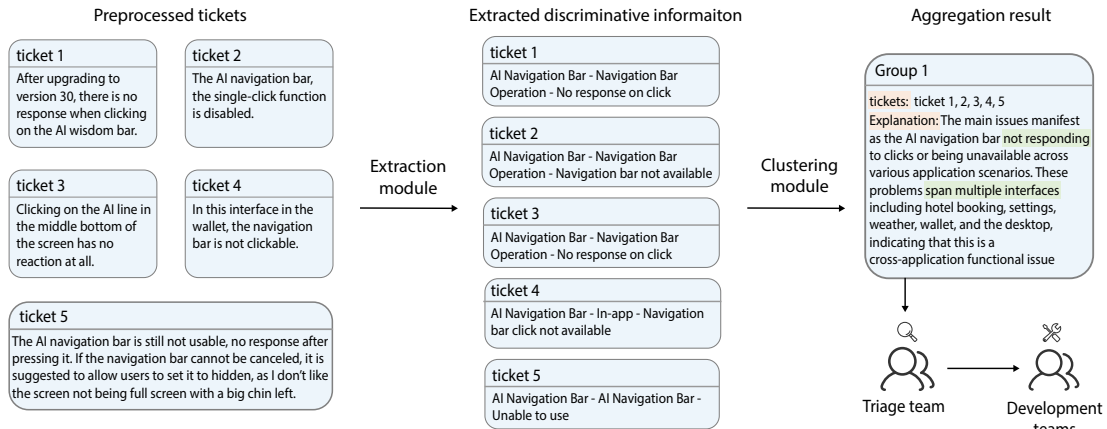 Preprocessed tickets
ticket 1
After upgrading to
version 30, there is no
response when clicking
on the AI wisdom bar.
ticket 2
The AI navigation bar,
the single-click function
is disabled.
ticket 3
Clicking on the AI line in
the middle bottom of
the screen has no
reaction at all.
ticket 4
In this interface in the
wallet, the navigation
bar is not clickable.
ticket 5
The AI navigation bar is still not usable, no response after
pressing it. If the navigation bar cannot be canceled, it is
suggested to allow users to set it to hidden, as I don't like
the screen not being full screen with a big chin left.
Extraction
module
Extracted discriminative informaiton
ticket 1
AI Navigation Bar - Navigation Bar
Operation - No response on click
ticket 2
AI Navigation Bar - Navigation Bar
Operation - Navigation bar not available
ticket 3
AI Navigation Bar - Navigation Bar
Operation - No response on click
ticket 4
AI Navigation Bar - In-app - Navigation
bar click not available
ticket 5
AI Navigation Bar - AI Navigation Bar -
Unable to use
Clustering
module
Aggregation result
Group 1
tickets: ticket 1, 2, 3, 4, 5
Explanation: The main issues manifest
as the AI navigation bar not responding
to clicks or being unavailable across
various application scenarios. These
problems span multiple interfaces
including hotel booking, settings,
weather, wallet, and the desktop,
indicating that this is a
cross-application functional issue
Triage team
Development
teams